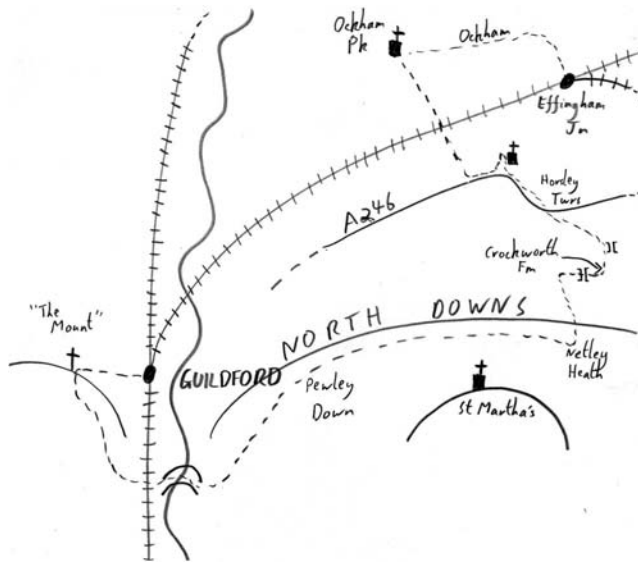 Ockham
Pk
Ockham
Effingham
Jn
Horsley
Twrs
A246
Crockworth
Fm
"The
Mount"
NORTH DOWNS
GUILDFORD
Pewley
Down
Netley
Heath
St Martha's